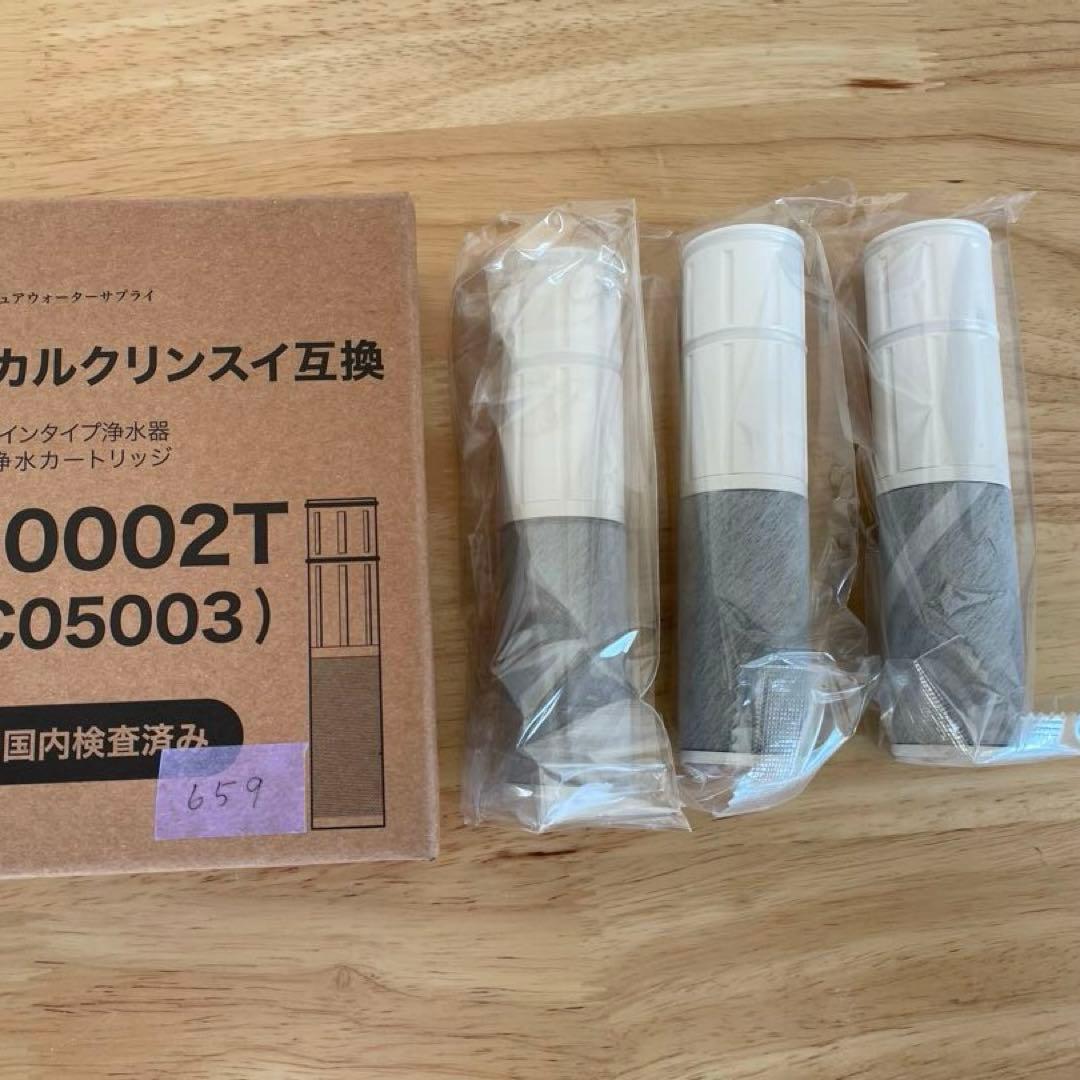 ュアウォーターサプライ
カルクリンスイ互換
インタイプ浄水器
浄水カートリッジ
0002T
C05003）
国内検査済み
659